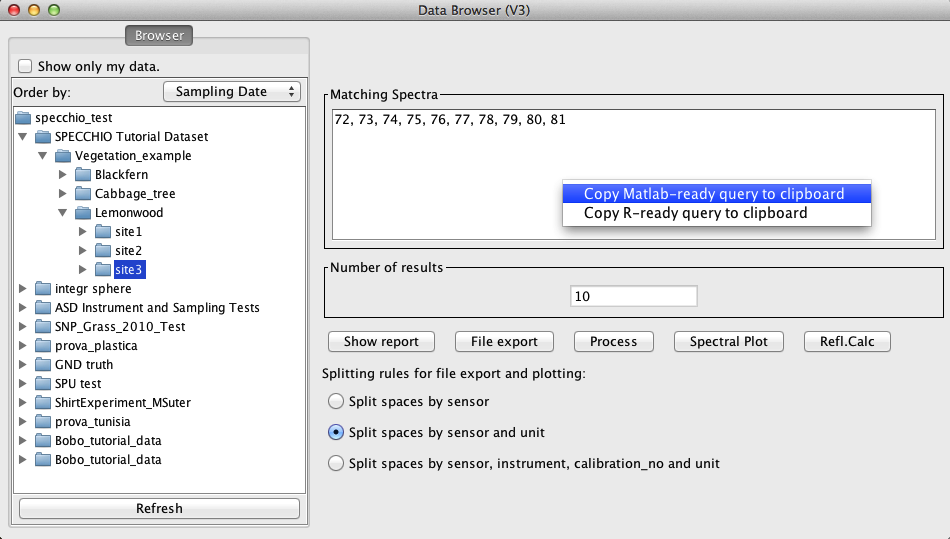 Data Browser (V3)
Browser
Show only my data.
Order by:
Sampling Date
specchio_test
SPECCHIO Tutorial Dataset
Vegetation_example
Blackfern
Cabbage_tree
Lemonwood
site1
site2
site3
integr sphere
ASD Instrument and Sampling Tests
SNP_Grass_2010_Test
prova_plastica
GND truth
SPU test
ShirtExperiment_MSuter
prova_tunisia
Bobo_tutorial_data
Bobo_tutorial_data
Refresh
Matching Spectra
72, 73, 74, 75, 76, 77, 78, 79, 80, 81
Copy Matlab-ready query to clipboard
Copy R-ready query to clipboard
Number of results
10
Show report
File export
Process
Spectral Plot
Refl.Calc
Splitting rules for file export and plotting:
Split spaces by sensor
Split spaces by sensor and unit
Split spaces by sensor, instrument, calibration_no and unit